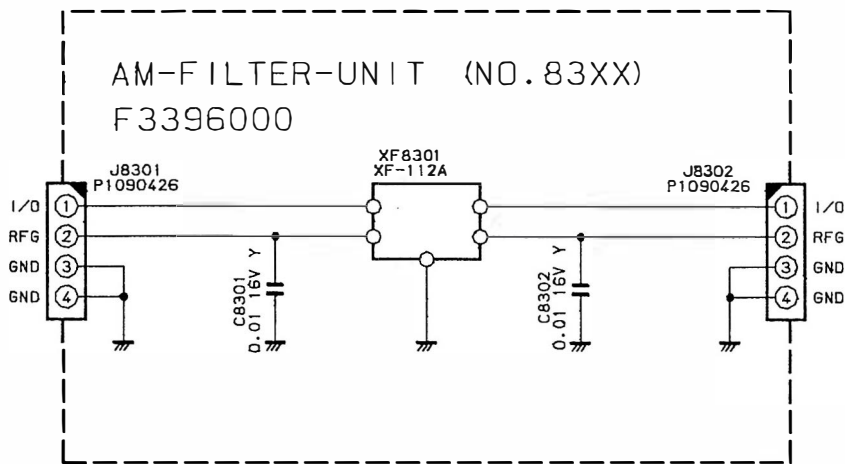 AM-FILTER-UNIT (NO.83XX)
F3396000
J8301
P1090426
XF8301
XF-112A
J8302
P1090426
I/O 1
RFG 2
GND 3
GND 4
1 I/O
2 RFG
3 GND
4 GND
C8301
0.01 16V Y
C8302
0.01 16V Y